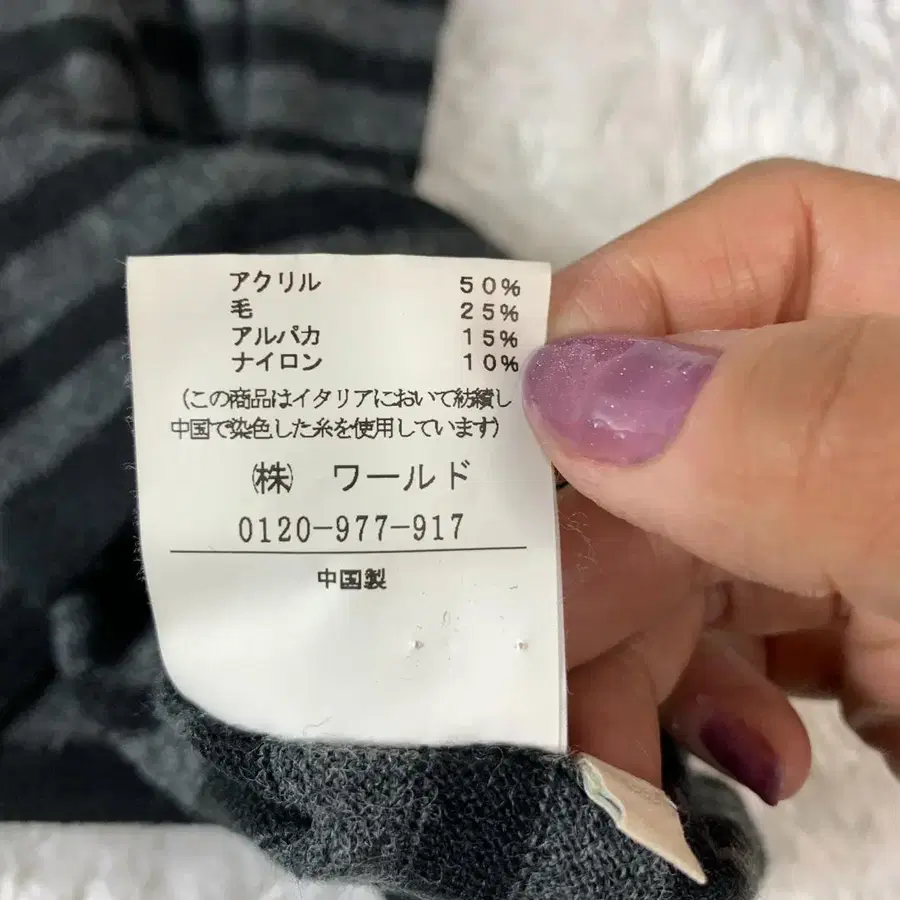 アクリル 50%
毛 25%
アルパカ 15%
ナイロン 10%
(この商品はイタリアにおいて紡績し
中国で染色した糸を使用しています)
㈱ ワールド
0120-977-917
中国製